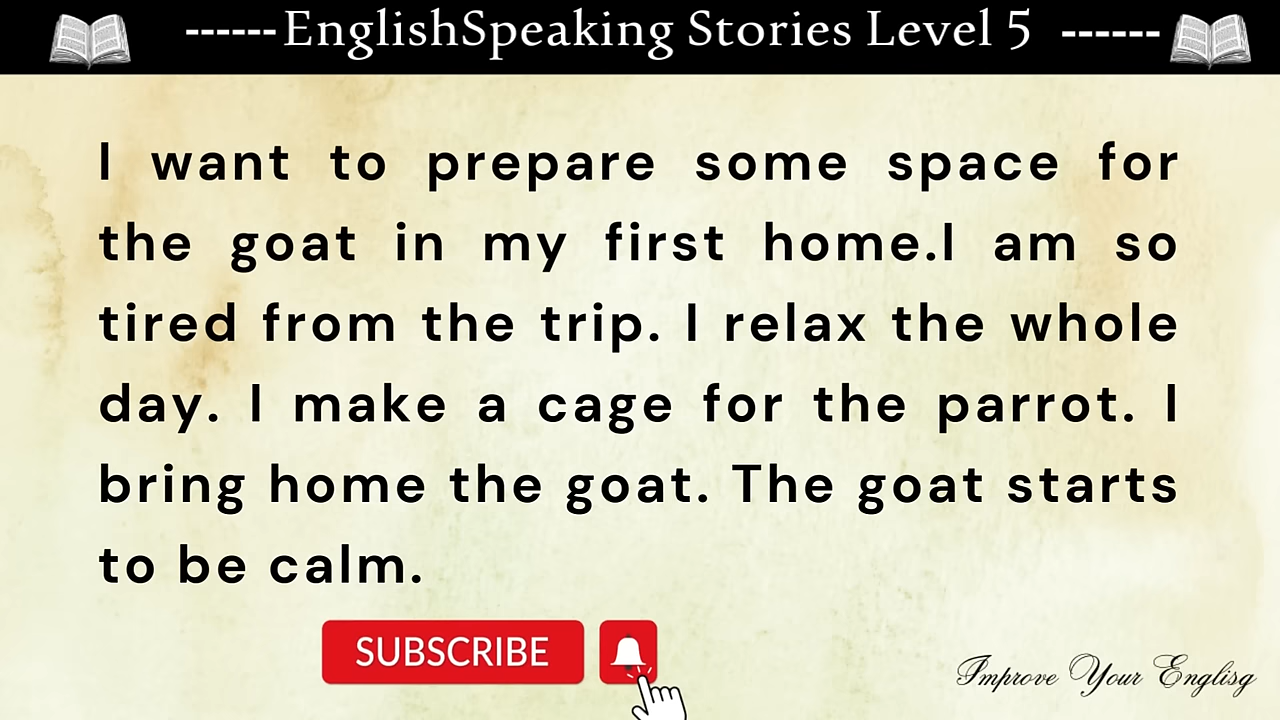 ------EnglishSpeaking Stories Level 5 ------
I want to prepare some space for
the goat in my first home.I am so
tired from the trip. I relax the whole
day. I make a cage for the parrot. I
bring home the goat. The goat starts
to be calm.
SUBSCRIBE
Improve Your Englisg